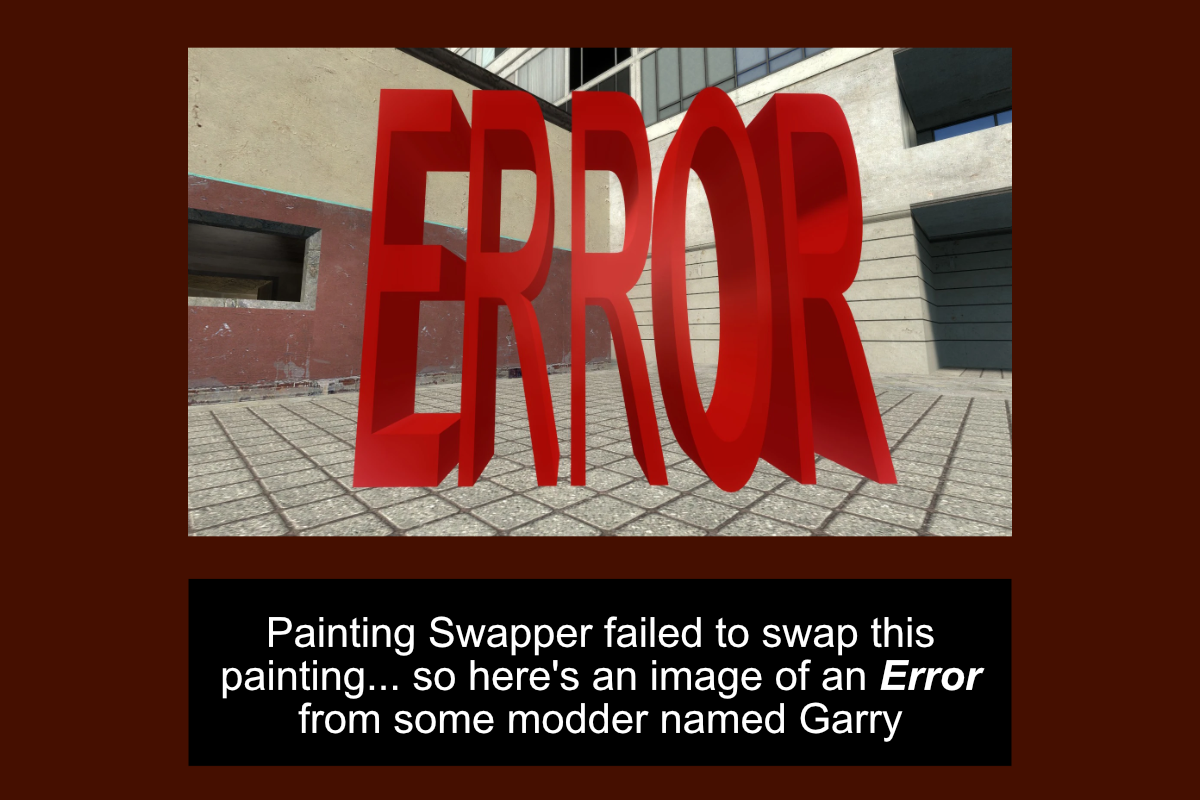 ERROR
Painting Swapper failed to swap this
painting... so here's an image of an Error
from some modder named Garry